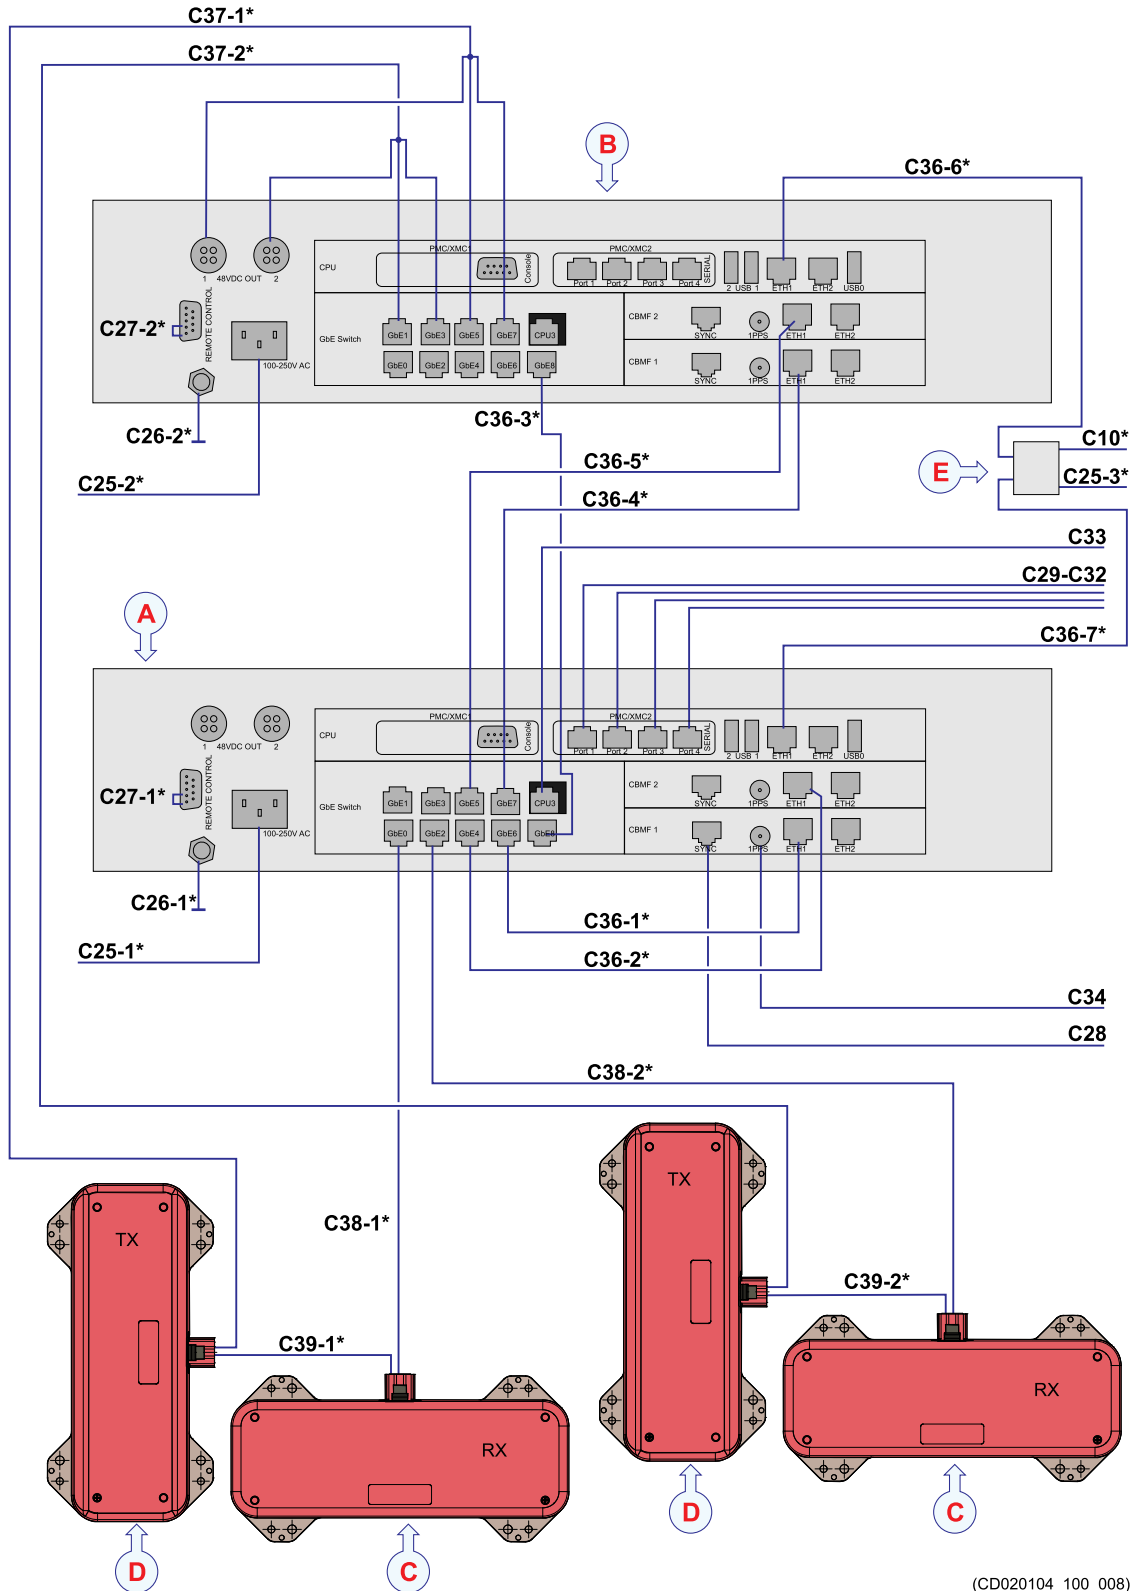 C37-1*
C37-2*
B
C36-6*
PMC/XMC1
PMC/XMC2
CPU
Console
Port 1
Port 2
Port 3
Port 4
SERIAL
2 USB 1
ETH1
ETH2
USB0
1 48VDC OUT 2
REMOTE CONTROL
C27-2*
100-250V AC
GbE Switch
GbE1
GbE3
GbE5
GbE7
CPU3
GbE0
GbE2
GbE4
GbE6
GbE8
CBMF 2
SYNC
1PPS
ETH1
ETH2
CBMF 1
SYNC
1PPS
ETH1
ETH2
C26-2*
C36-3*
C10*
C36-5*
E
C25-3*
C25-2*
C36-4*
C33
C29-C32
A
C36-7*
PMC/XMC1
PMC/XMC2
CPU
Console
Port 1
Port 2
Port 3
Port 4
SERIAL
2 USB 1
ETH1
ETH2
USB0
1 48VDC OUT 2
REMOTE CONTROL
C27-1*
100-250V AC
GbE Switch
GbE1
GbE3
GbE5
GbE7
CPU3
GbE0
GbE2
GbE4
GbE6
GbE8
CBMF 2
SYNC
1PPS
ETH1
ETH2
CBMF 1
SYNC
1PPS
ETH1
ETH2
C26-1*
C36-1*
C25-1*
C36-2*
C34
C28
C38-2*
TX
C38-1*
TX
C39-2*
C39-1*
RX
RX
D
C
D
C
(CD020104_100_008)